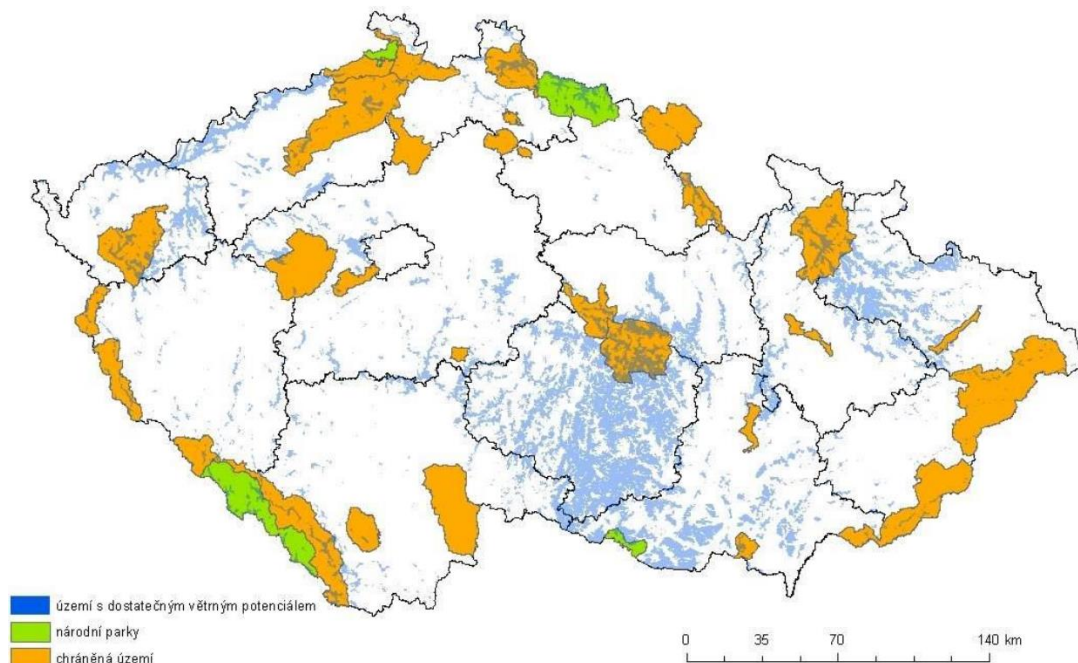 území s dostatečným větrným potenciálem
národní parky
chráněná území
0 35 70 140 km